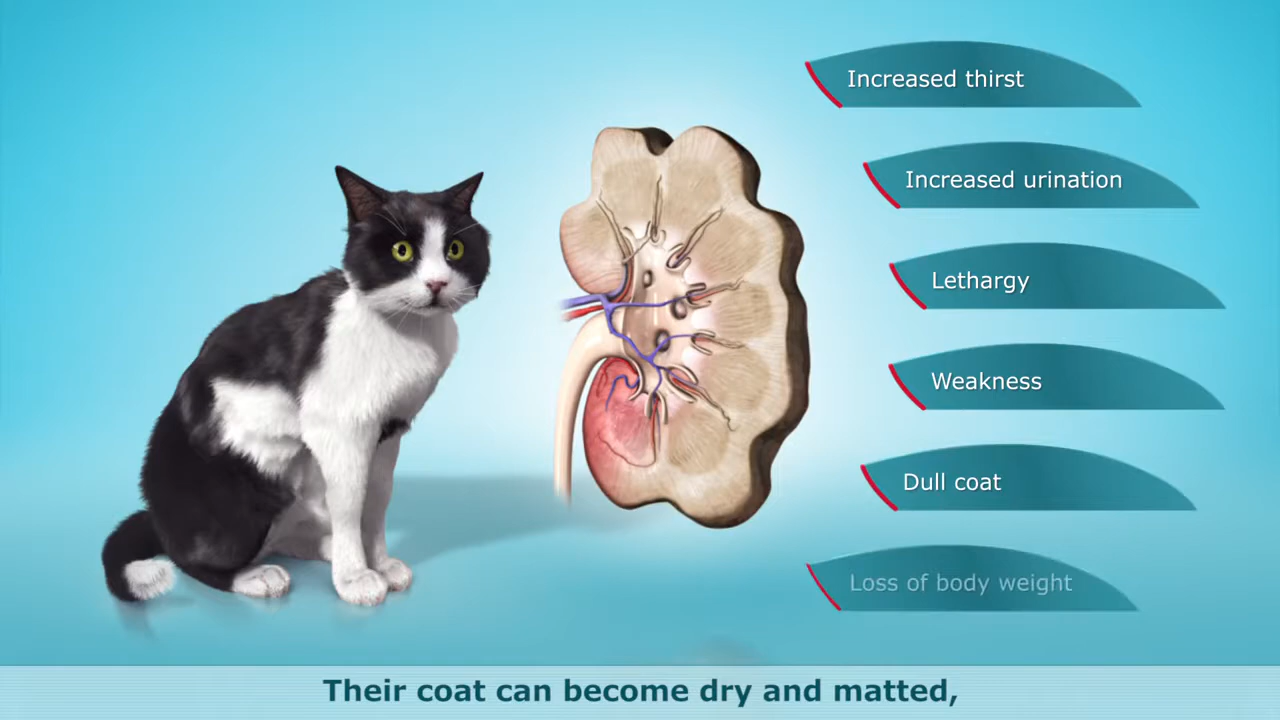 Increased thirst
Increased urination
Lethargy
Weakness
Dull coat
Loss of body weight
Their coat can become dry and matted,